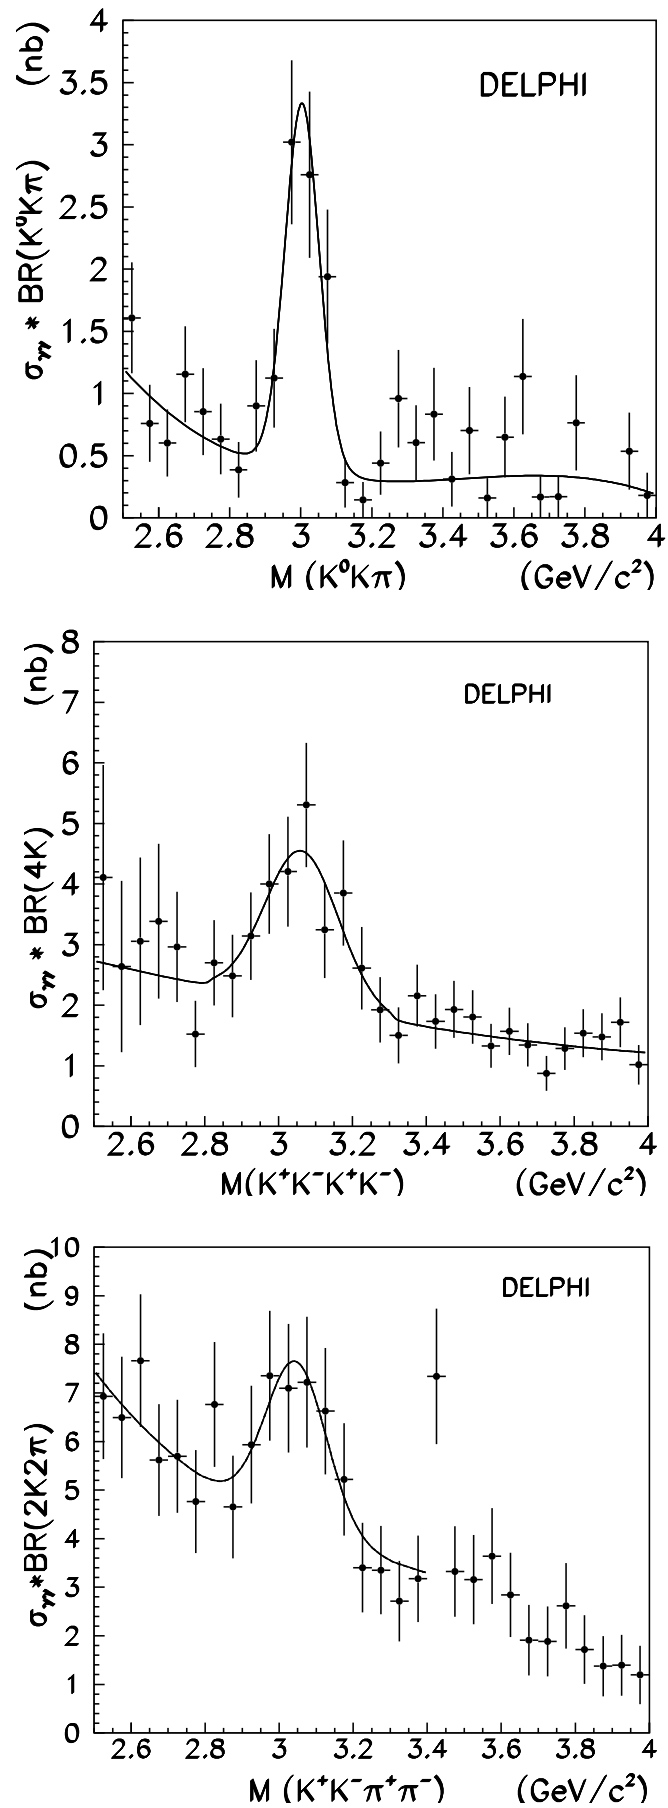 4
3.5
3
2.5
2
1.5
1
0.5
0
σγγ * BR(K⁰Kπ) (nb)
DELPHI
2.6 2.8 3 3.2 3.4 3.6 3.8 4
M (K⁰Kπ) (GeV/c²)
8
7
6
5
4
3
2
1
0
σγγ * BR(4K) (nb)
DELPHI
2.6 2.8 3 3.2 3.4 3.6 3.8 4
M(K⁺K⁻K⁺K⁻) (GeV/c²)
10
9
8
7
6
5
4
3
2
1
0
σγγ*BR(2K2π) (nb)
DELPHI
2.6 2.8 3 3.2 3.4 3.6 3.8 4
M (K⁺K⁻π⁺π⁻) (GeV/c²)